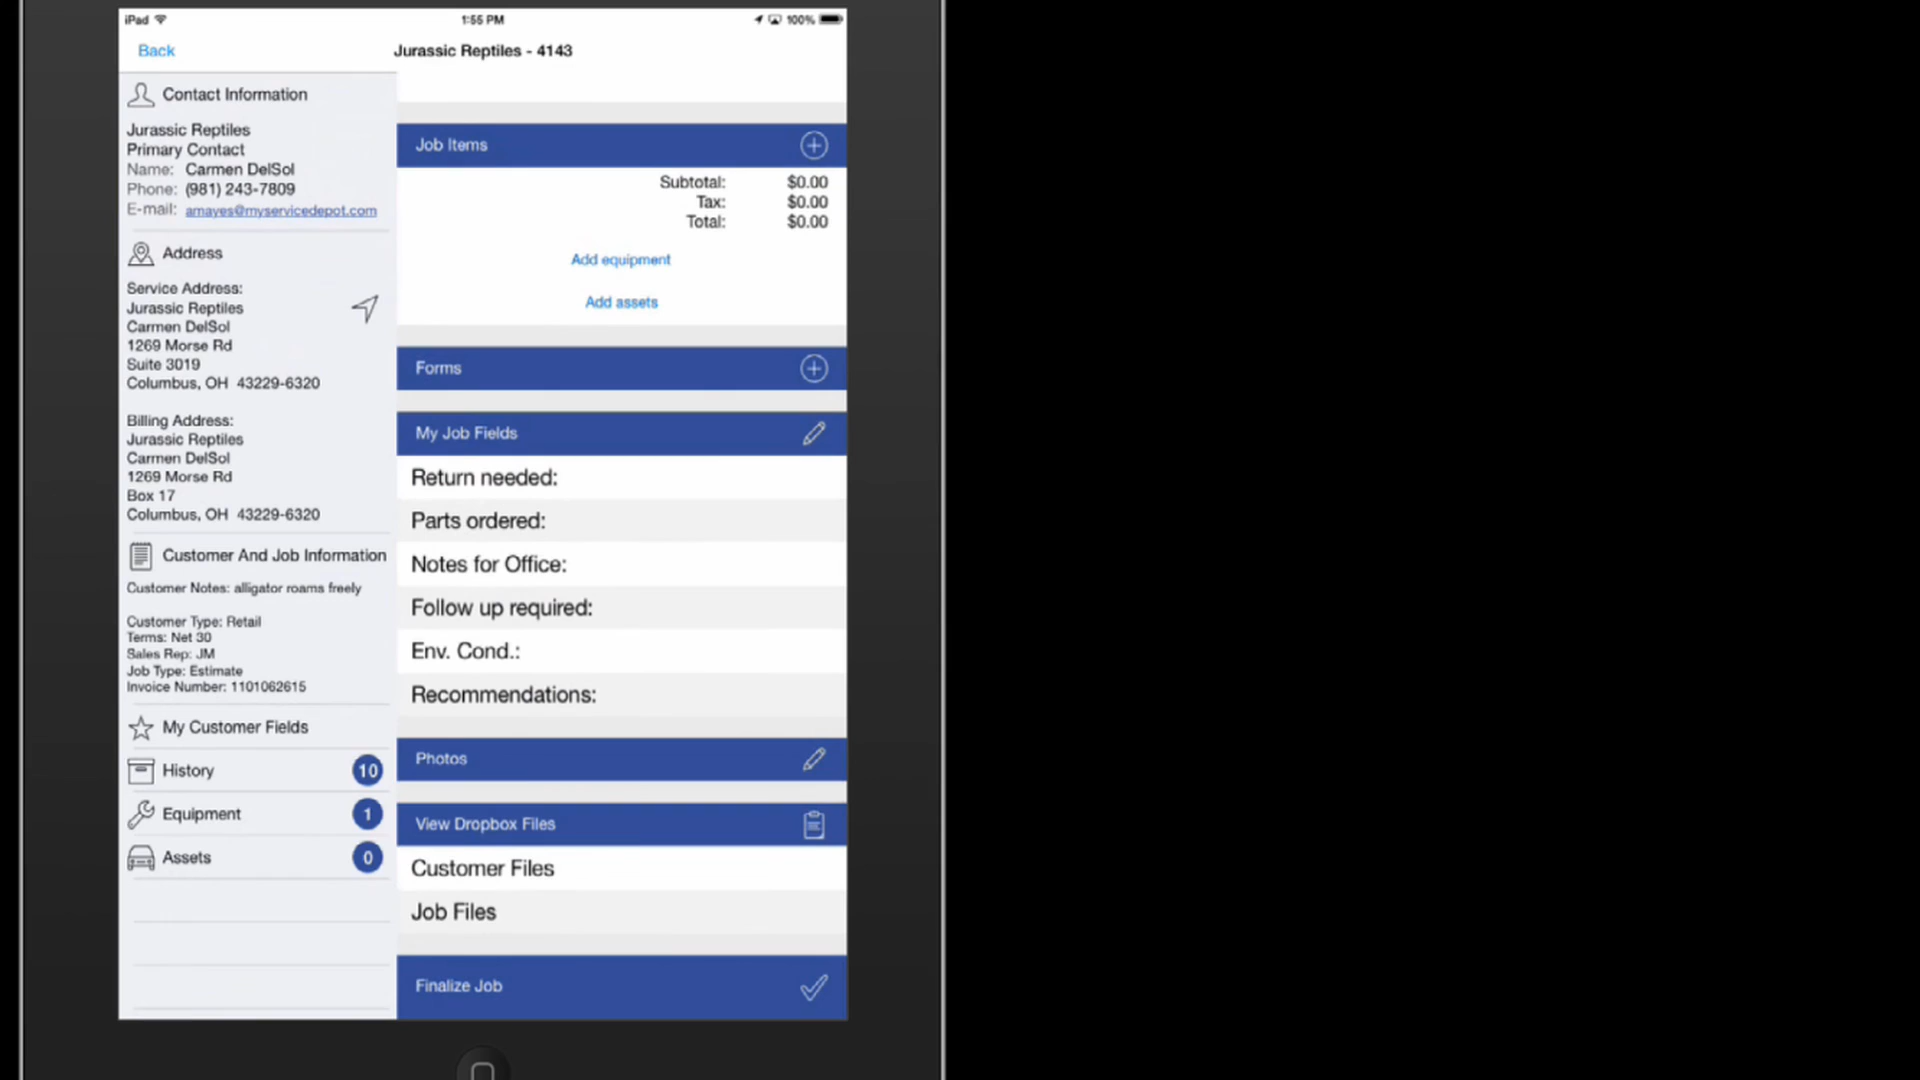 iPad
1:55 PM
100%
Back
Jurassic Reptiles - 4143
Contact Information
Jurassic Reptiles
Primary Contact
Name: Carmen DelSol
Phone: (981) 243-7809
E-mail: amayes@myservicedepot.com
Address
Service Address:
Jurassic Reptiles
Carmen DelSol
1269 Morse Rd
Suite 3019
Columbus, OH 43229-6320
Billing Address:
Jurassic Reptiles
Carmen DelSol
1269 Morse Rd
Box 17
Columbus, OH 43229-6320
Customer And Job Information
Customer Notes: alligator roams freely
Customer Type: Retail
Terms: Net 30
Sales Rep: JM
Job Type: Estimate
Invoice Number: 1101062615
My Customer Fields
History 10
Equipment 1
Assets 0
Job Items
Subtotal: $0.00
Tax: $0.00
Total: $0.00
Add equipment
Add assets
Forms
My Job Fields
Return needed:
Parts ordered:
Notes for Office:
Follow up required:
Env. Cond.:
Recommendations:
Photos
View Dropbox Files
Customer Files
Job Files
Finalize Job